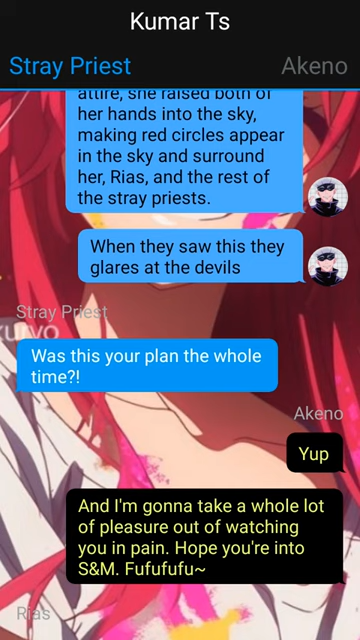 Kumar Ts
Stray Priest
Akeno
attire, she raised both of
her hands into the sky,
making red circles appear
in the sky and surround
her, Rias, and the rest of
the stray priests.
When they saw this they
glares at the devils
Stray Priest
Was this your plan the whole
time?!
Akeno
Yup
And I'm gonna take a whole lot
of pleasure out of watching
you in pain. Hope you're into
S&M. Fufufufu~
Rias